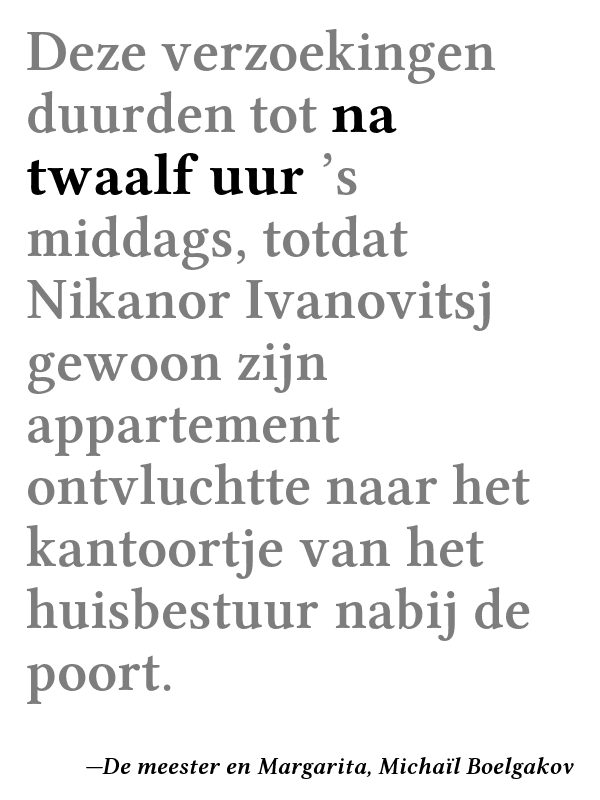 Deze verzoekingen
duurden tot na
twaalf uur ’s
middags, totdat
Nikanor Ivanovitsj
gewoon zijn
appartement
ontvluchtte naar het
kantoortje van het
huisbestuur nabij de
poort.
—De meester en Margarita, Michaïl Boelgakov